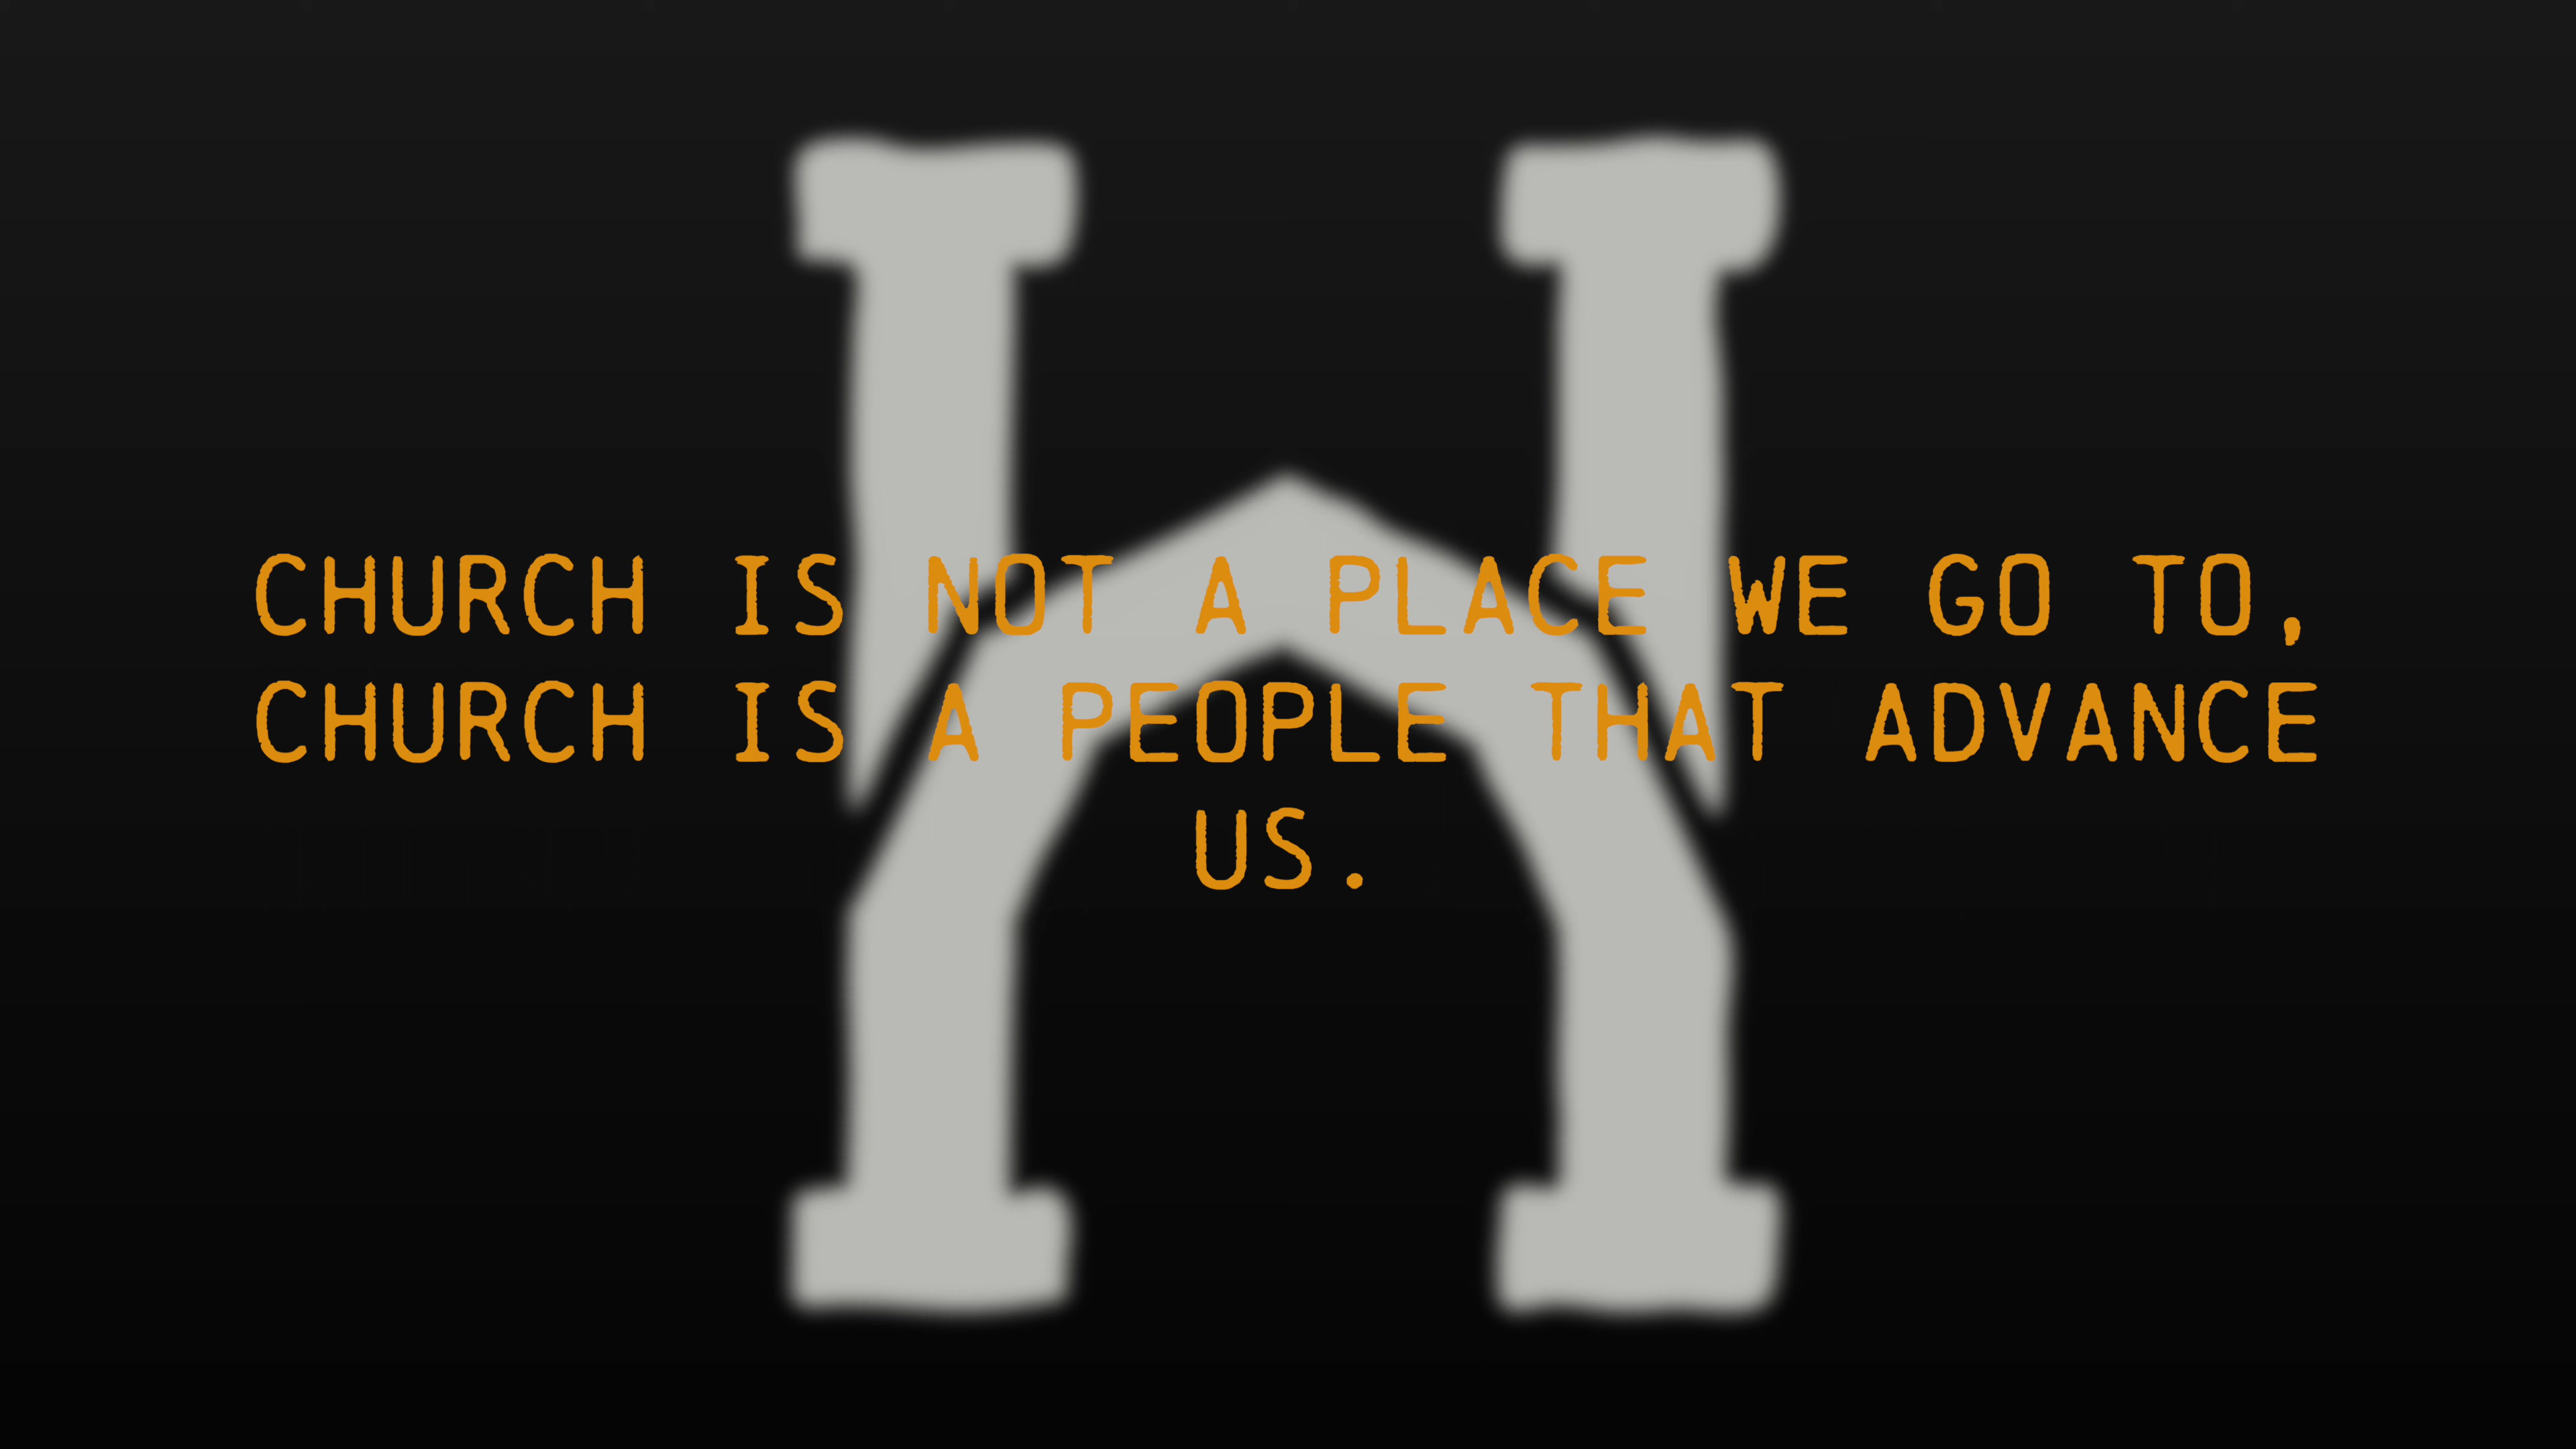 CHURCH IS NOT A PLACE WE GO TO,
CHURCH IS A PEOPLE THAT ADVANCE
US.